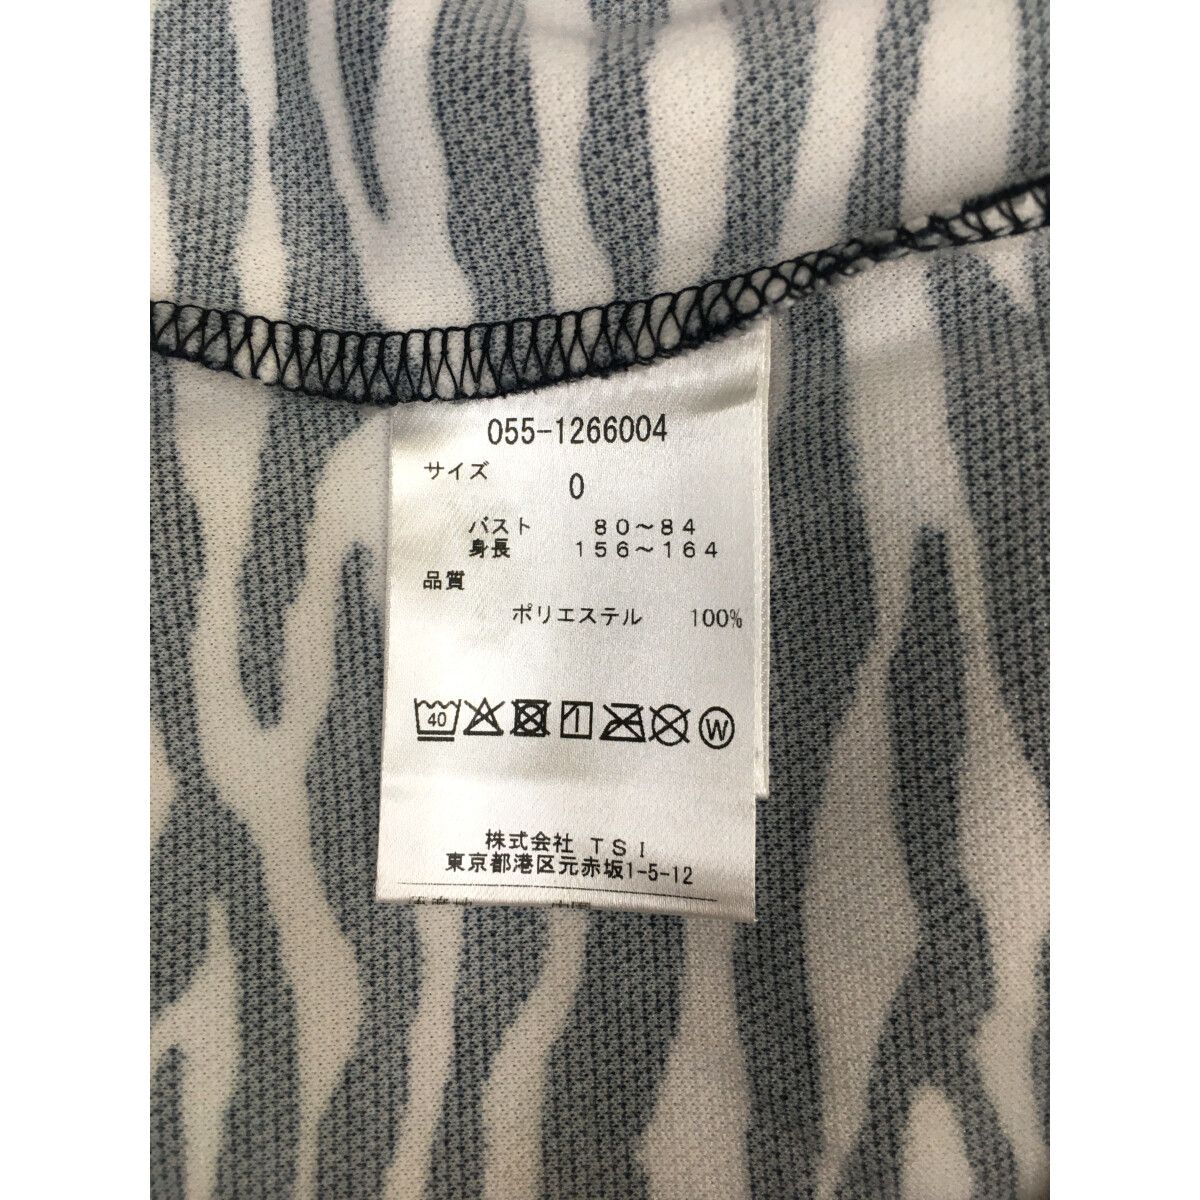 055-1266004
サイズ
0
バスト 80～84
身長 156～164
品質
ポリエステル 100%
40
W
株式会社 TSI
東京都港区元赤坂1-5-12